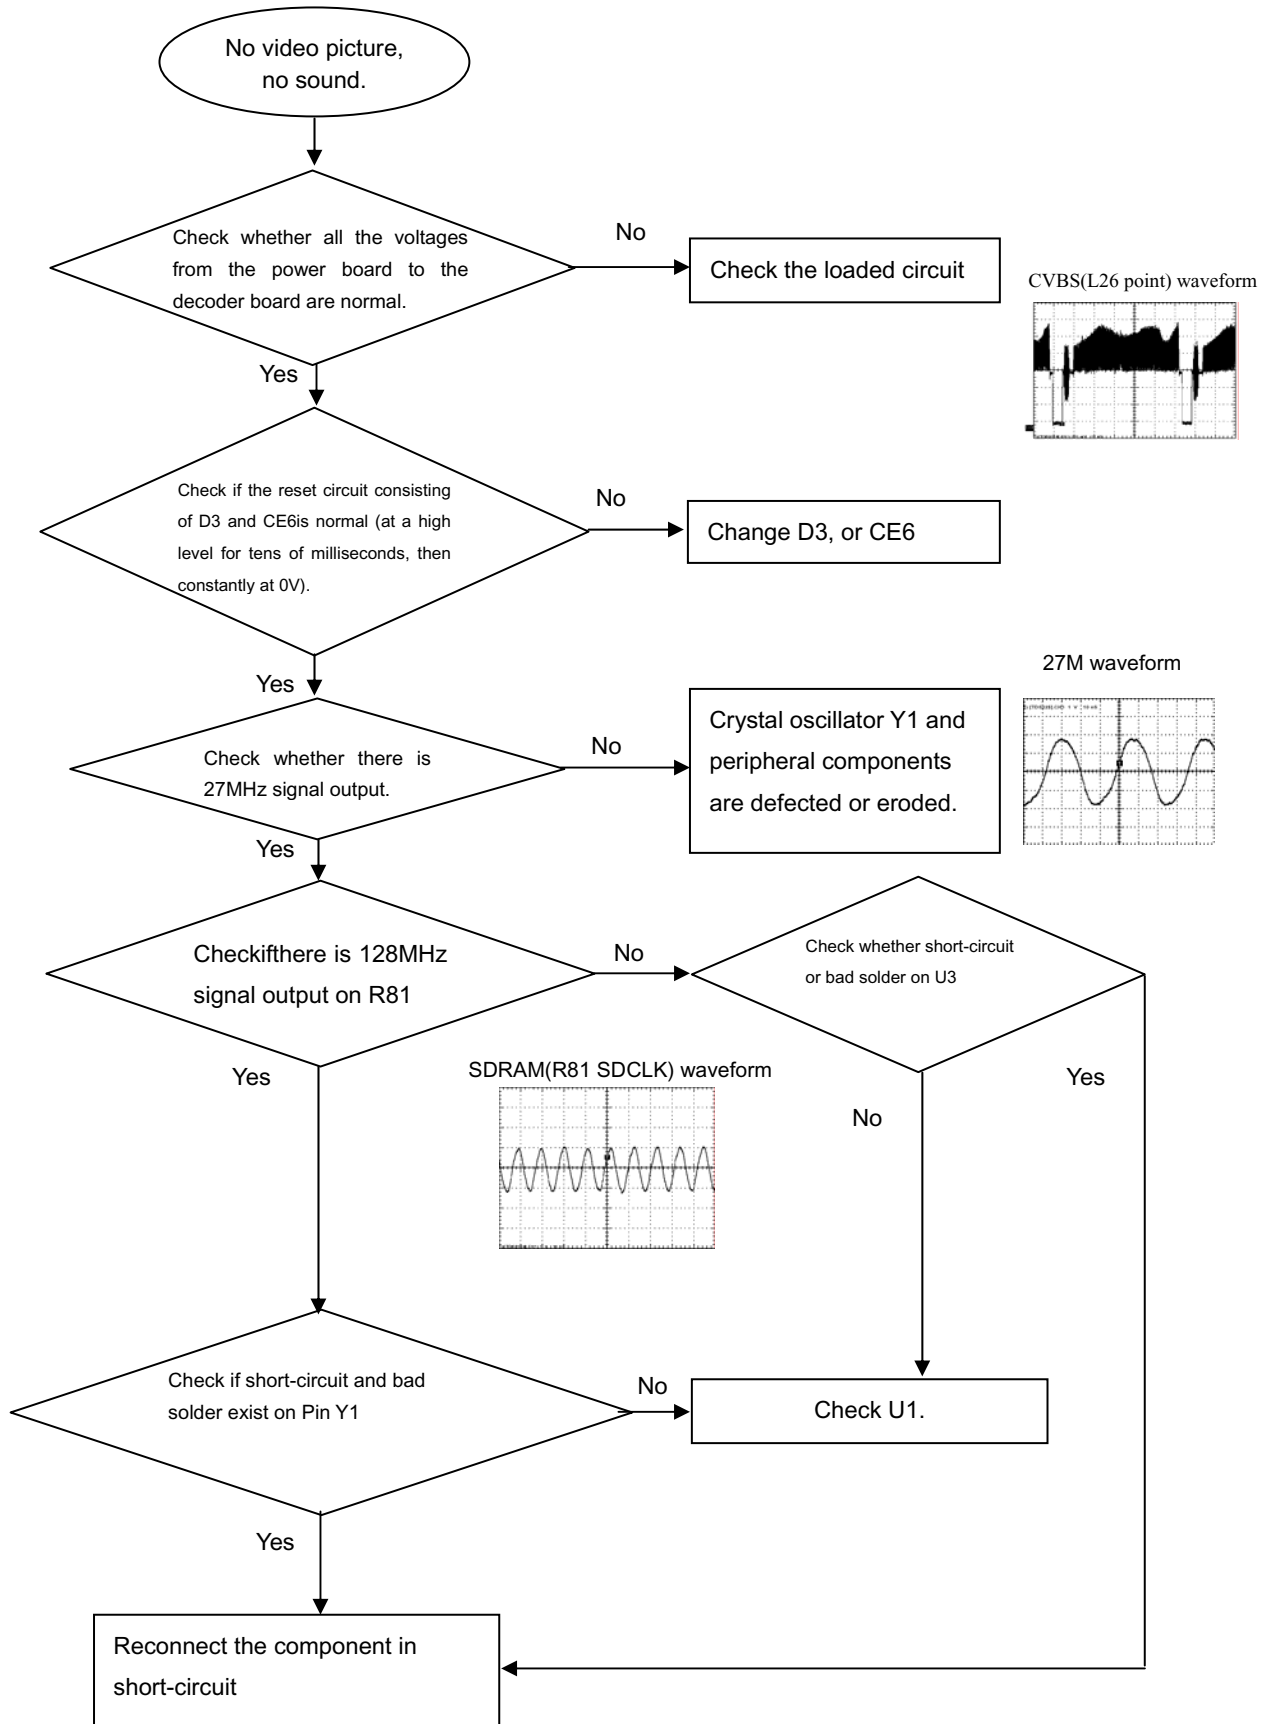 No video picture,
no sound.
Check whether all the voltages
from the power board to the
decoder board are normal.
No
Check the loaded circuit
CVBS(L26 point) waveform
Yes
Check if the reset circuit consisting
of D3 and CE6is normal (at a high
level for tens of milliseconds, then
constantly at 0V).
No
Change D3, or CE6
Yes
27M waveform
Check whether there is
27MHz signal output.
No
Crystal oscillator Y1 and
peripheral components
are defected or eroded.
Yes
Checkifthere is 128MHz
signal output on R81
No
Check whether short-circuit
or bad solder on U3
Yes
SDRAM(R81 SDCLK) waveform
Yes
No
Check if short-circuit and bad
solder exist on Pin Y1
No
Check U1.
Yes
Reconnect the component in
short-circuit